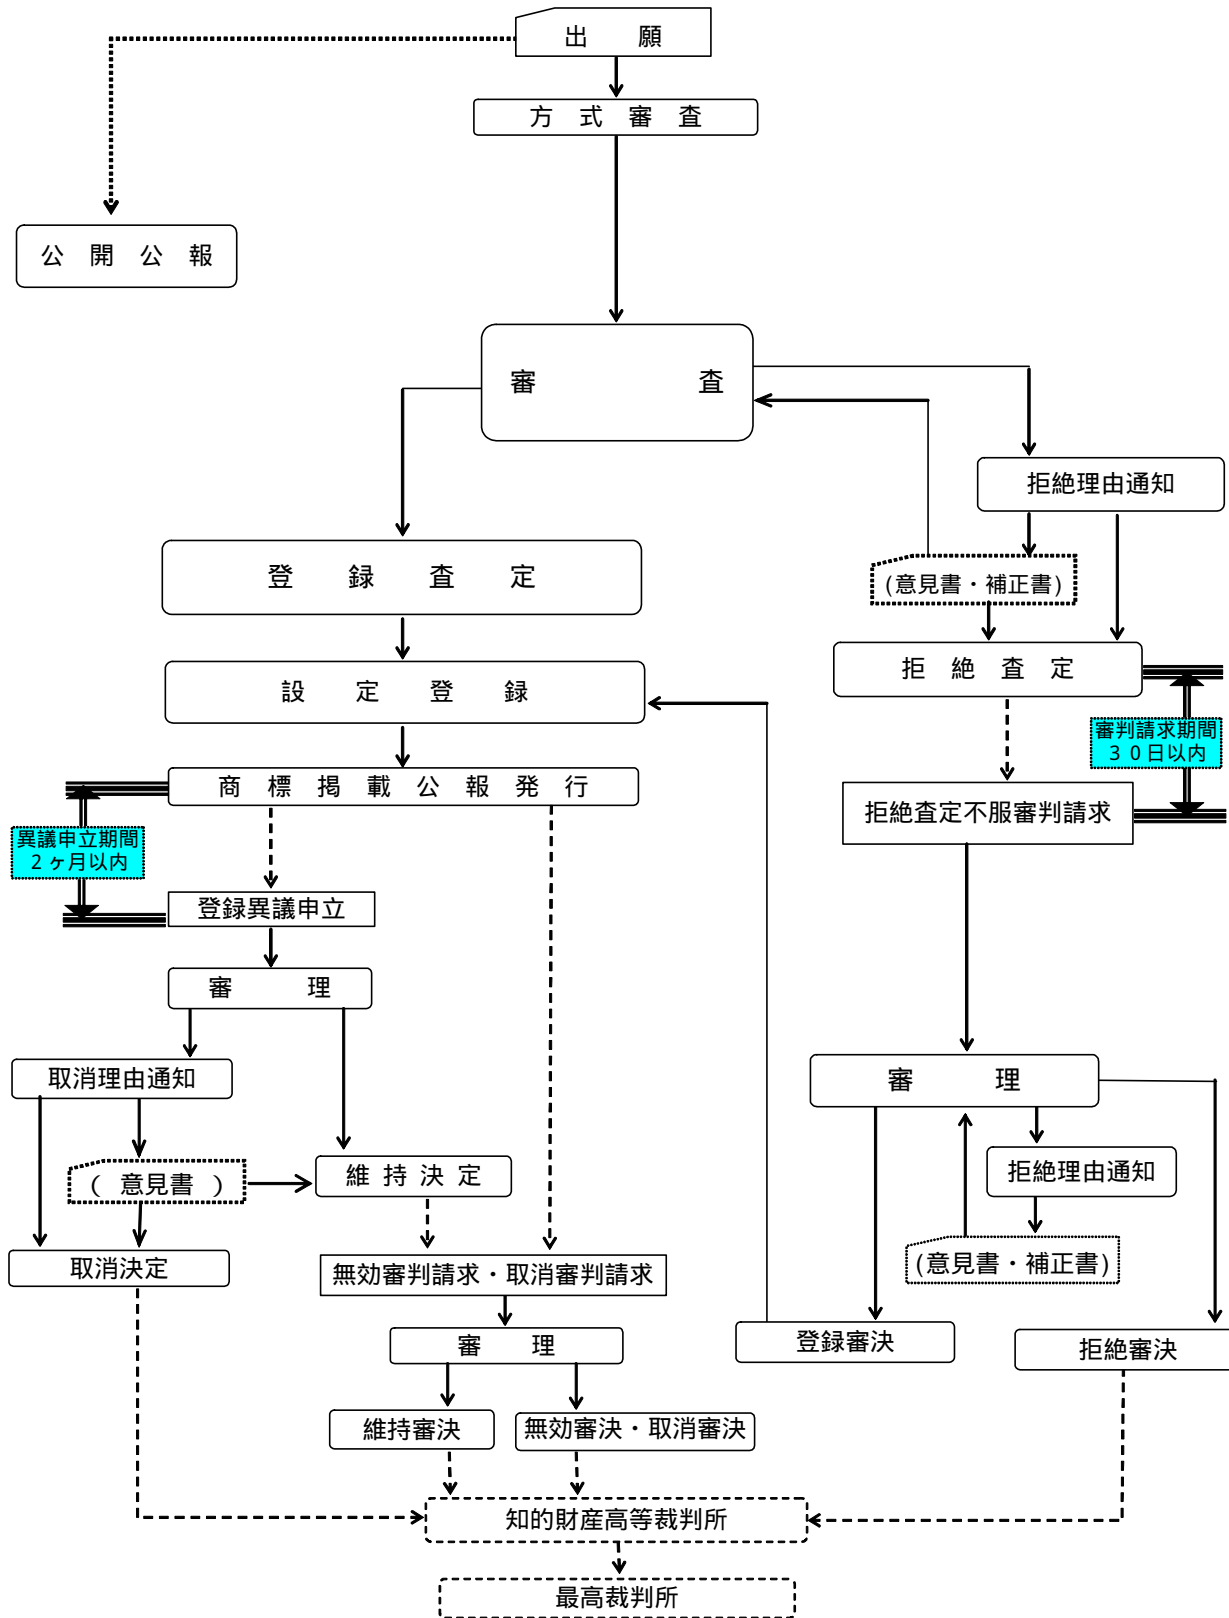 出　願
方　式　審　査
公　開　公　報
審　　　査
拒絶理由通知
登　録　査　定
(意見書・補正書)
拒　絶　査　定
設　定　登　録
審判請求期間
３０日以内
商　標　掲　載　公　報　発　行
拒絶査定不服審判請求
異議申立期間
２ヶ月以内
登録異議申立
審　　　理
取消理由通知
審　　　理
(　意見書　)
維 持 決 定
拒絶理由通知
(意見書・補正書)
取消決定
無効審判請求・取消審判請求
審　　　理
登録審決
拒絶審決
維持審決
無効審決・取消審決
知的財産高等裁判所
最高裁判所